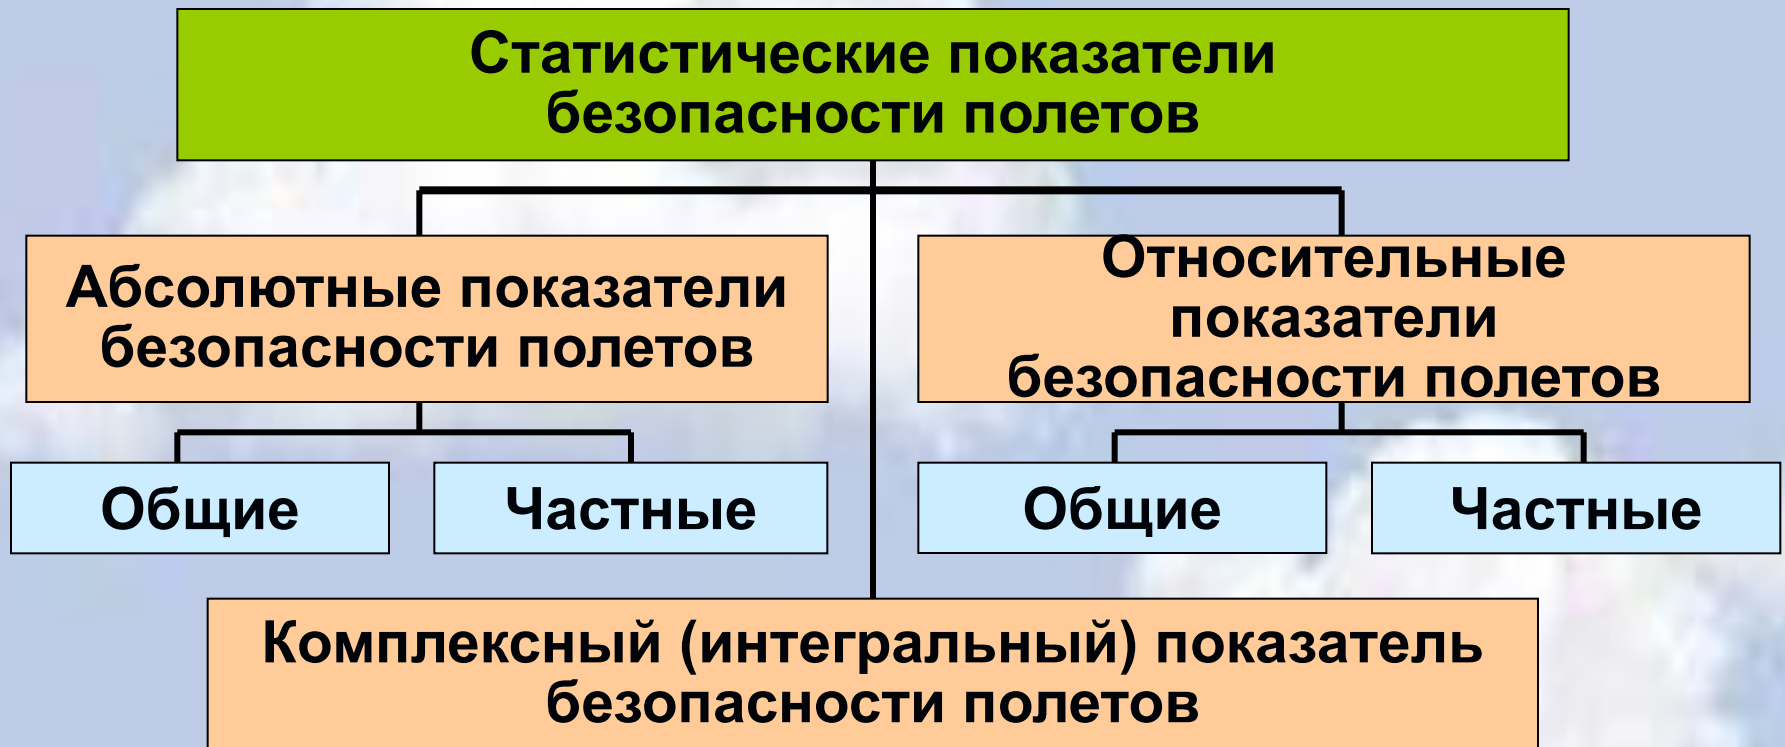 Статистические показатели
безопасности полетов
Абсолютные показатели
безопасности полетов
Относительные
показатели
безопасности полетов
Общие
Частные
Общие
Частные
Комплексный (интегральный) показатель
безопасности полетов